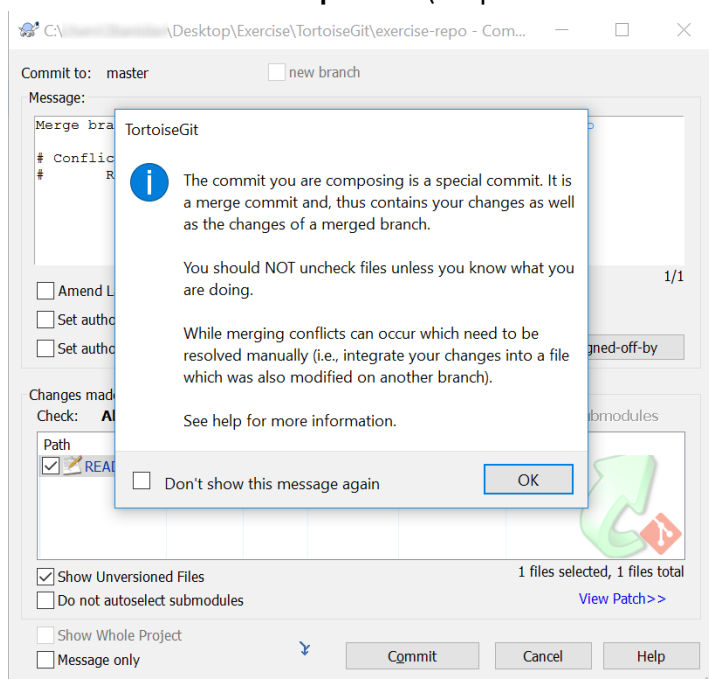 C:\ \Desktop\Exercise\TortoiseGit\exercise-repo - Com...
Commit to: master new branch
Message:
1/1
Merge bra
# Conflic
# R
TortoiseGit
The commit you are composing is a special commit. It is
a merge commit and, thus contains your changes as well
as the changes of a merged branch.
You should NOT uncheck files unless you know what you
are doing.
While merging conflicts can occur which need to be
resolved manually (i.e., integrate your changes into a file
which was also modified on another branch).
See help for more information.
Don't show this message again OK
Amend L
Set autho
Set autho gned-off-by
Changes made
Check: Al bmodules
Path
READ
Show Unversioned Files 1 files selected, 1 files total
Do not autoselect submodules View Patch>>
Show Whole Project
Message only Commit Cancel Help